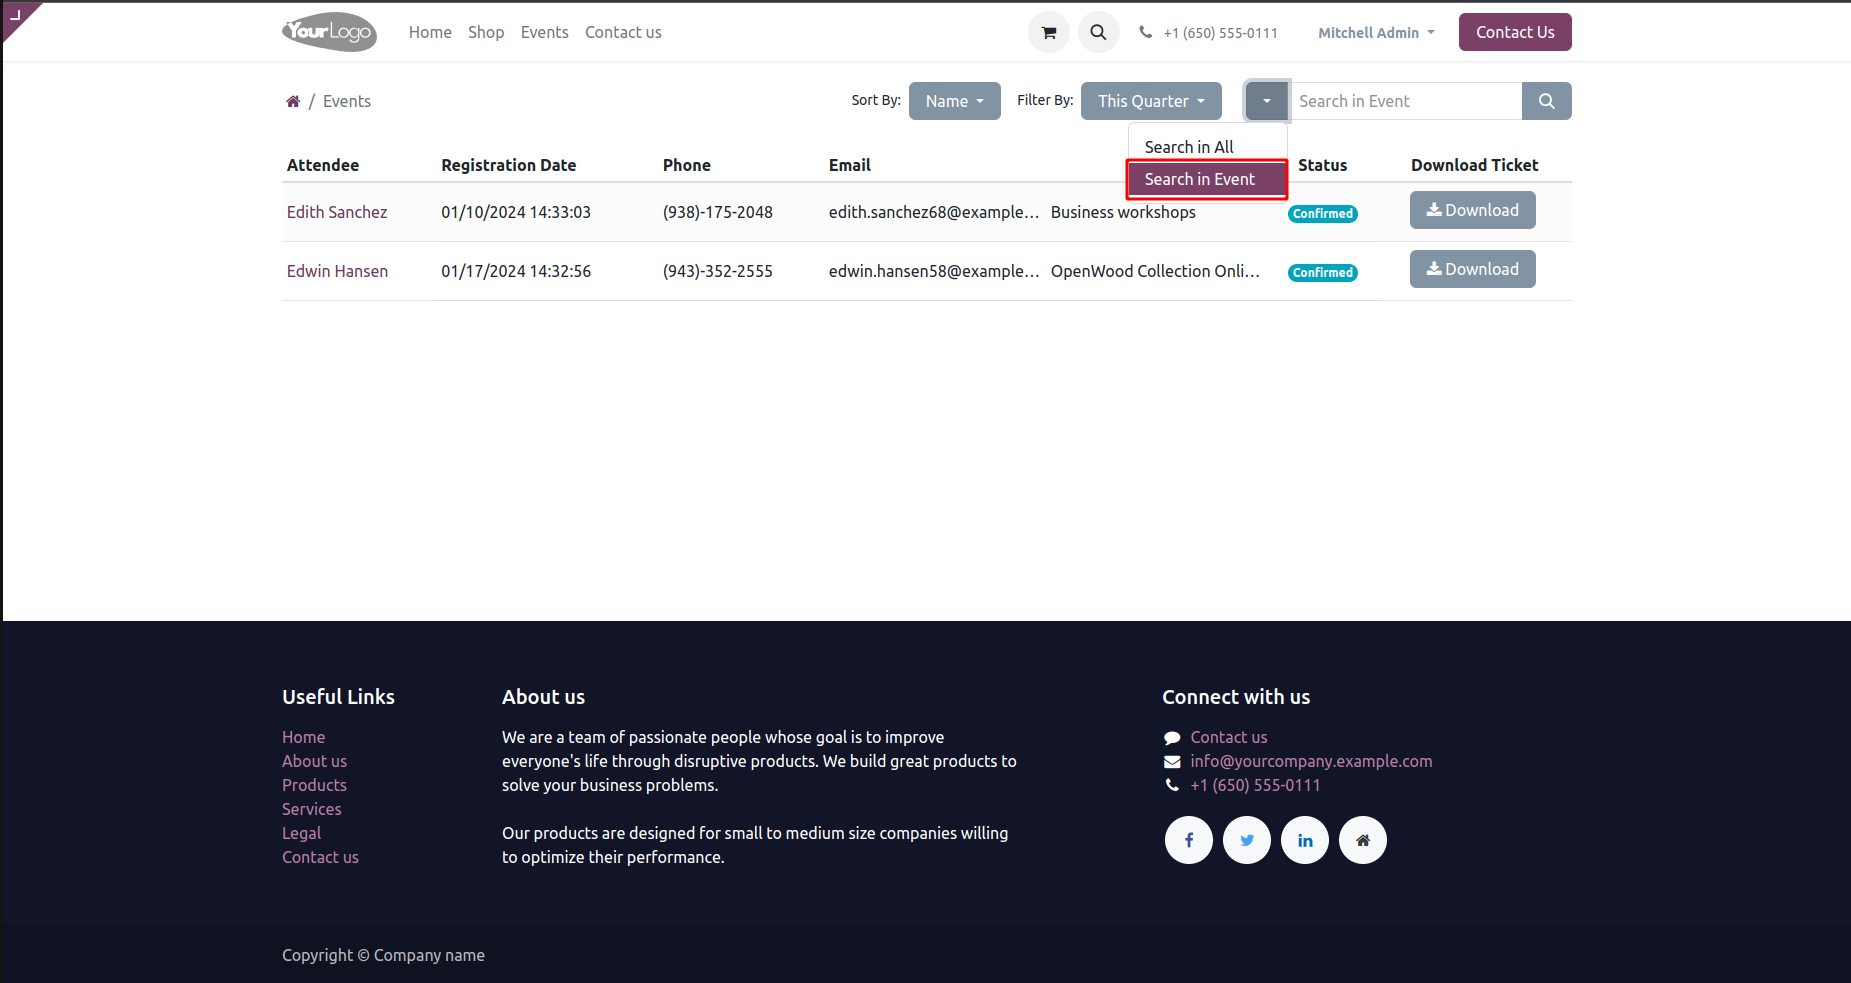 YourLogo Home Shop Events Contact us +1 (650) 555-0111 Mitchell Admin Contact Us
/ Events Sort By: Name Filter By: This Quarter Search in Event
Search in All
Search in Event
Attendee Registration Date Phone Email Status Download Ticket
Edith Sanchez 01/10/2024 14:33:03 (938)-175-2048 edith.sanchez68@example... Business workshops Confirmed Download
Edwin Hansen 01/17/2024 14:32:56 (943)-352-2555 edwin.hansen58@example... OpenWood Collection Onli... Confirmed Download
Useful Links
Home
About us
Products
Services
Legal
Contact us
About us
We are a team of passionate people whose goal is to improve
everyone's life through disruptive products. We build great products to
solve your business problems.
Our products are designed for small to medium size companies willing
to optimize their performance.
Connect with us
Contact us
info@yourcompany.example.com
+1 (650) 555-0111
Copyright © Company name